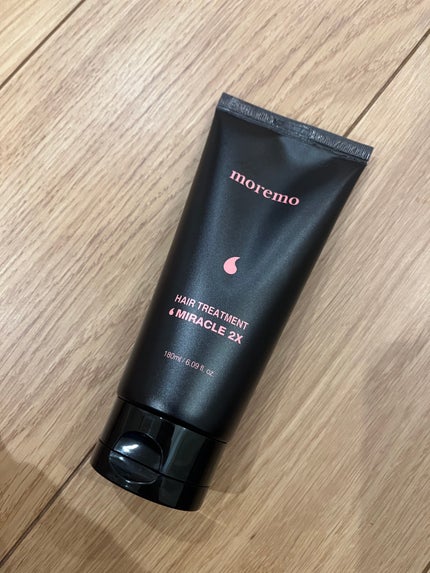 moremo
HAIR TREATMENT
MIRACLE 2X
180ml / 6.09 fl. oz.